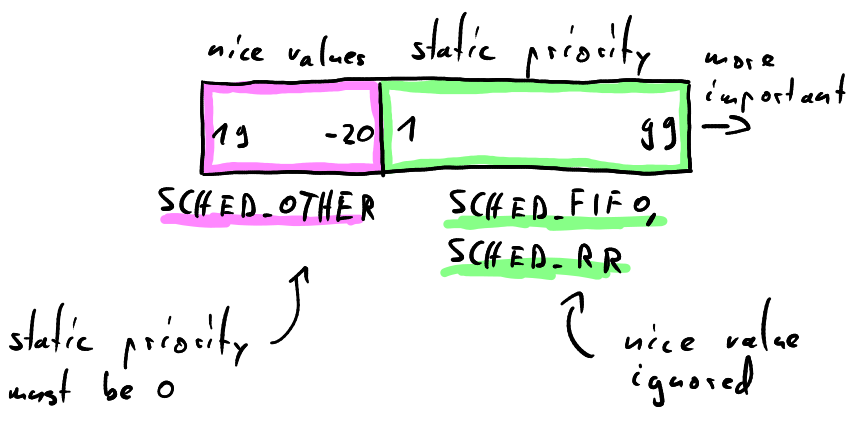 nice values
static priority
more
important
19 -20
1 99
SCHED_OTHER
SCHED_FIFO,
SCHED_RR
static priority
must be 0
nice value
ignored